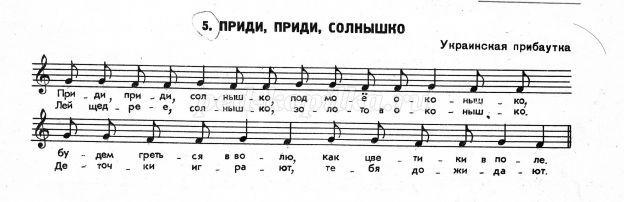 5. ПРИДИ, ПРИДИ, СОЛНЫШКО
Украинская прибаутка
При - ди, при - ди, сол - ныш - ко, под мо - ё о - ко - ныш - ко,
Лей щед - ре - е, сол - ныш - ко, зо - ло - то в о - ко - ныш - ко.
бу - дем греть - ся в во - лю, как цве - ти - ки в по - ле.
Де - точ - ки иг - ра - ют, те - бя до - жи - да - ют.